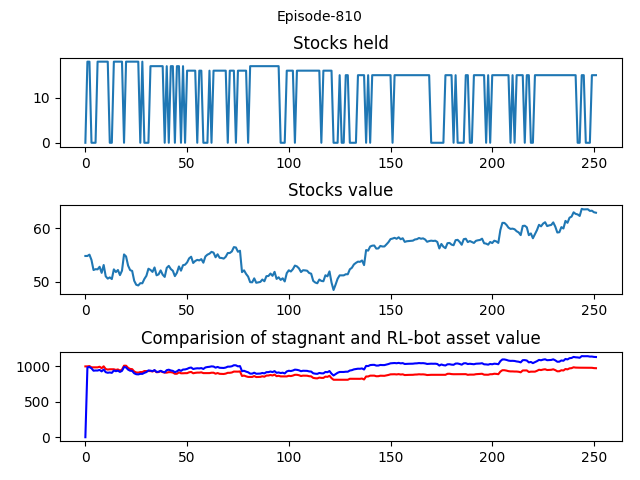 Episode-810
Stocks held
10
0
0 50 100 150 200 250
Stocks value
60
50
0 50 100 150 200 250
Comparision of stagnant and RL-bot asset value
1000
500
0
0 50 100 150 200 250